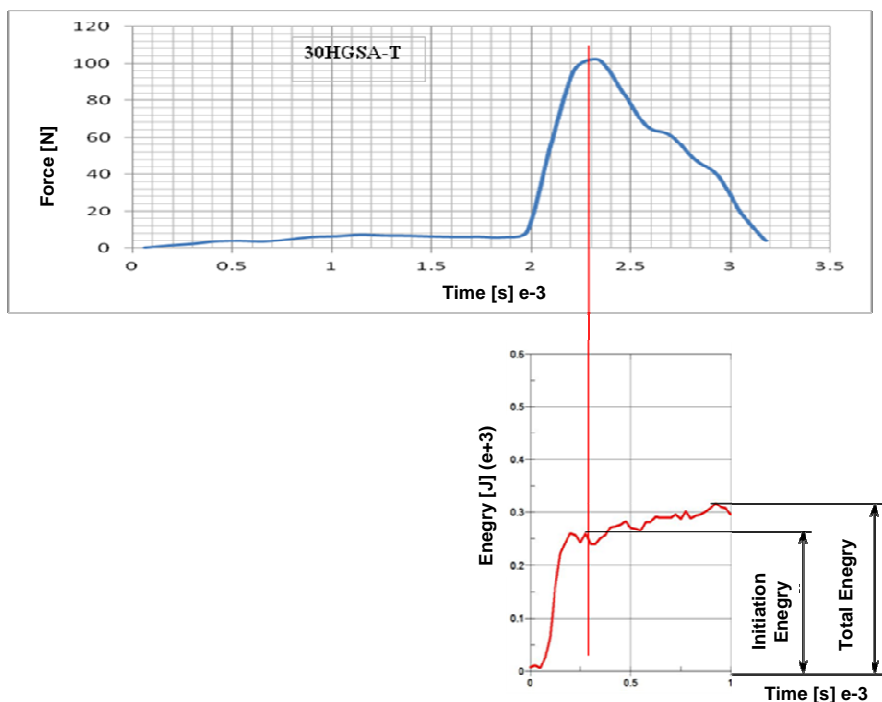 120
30HGSA-T
100
80
60
40
20
0
Force [N]
0 0.5 1 1.5 2 2.5 3 3.5
Time [s] e-3
0.6
0.5
0.4
0.3
0.2
0.1
0
Enegry [J] (e+3)
0 0.5 1
Initiation
Enegry
Total Enegry
Time [s] e-3